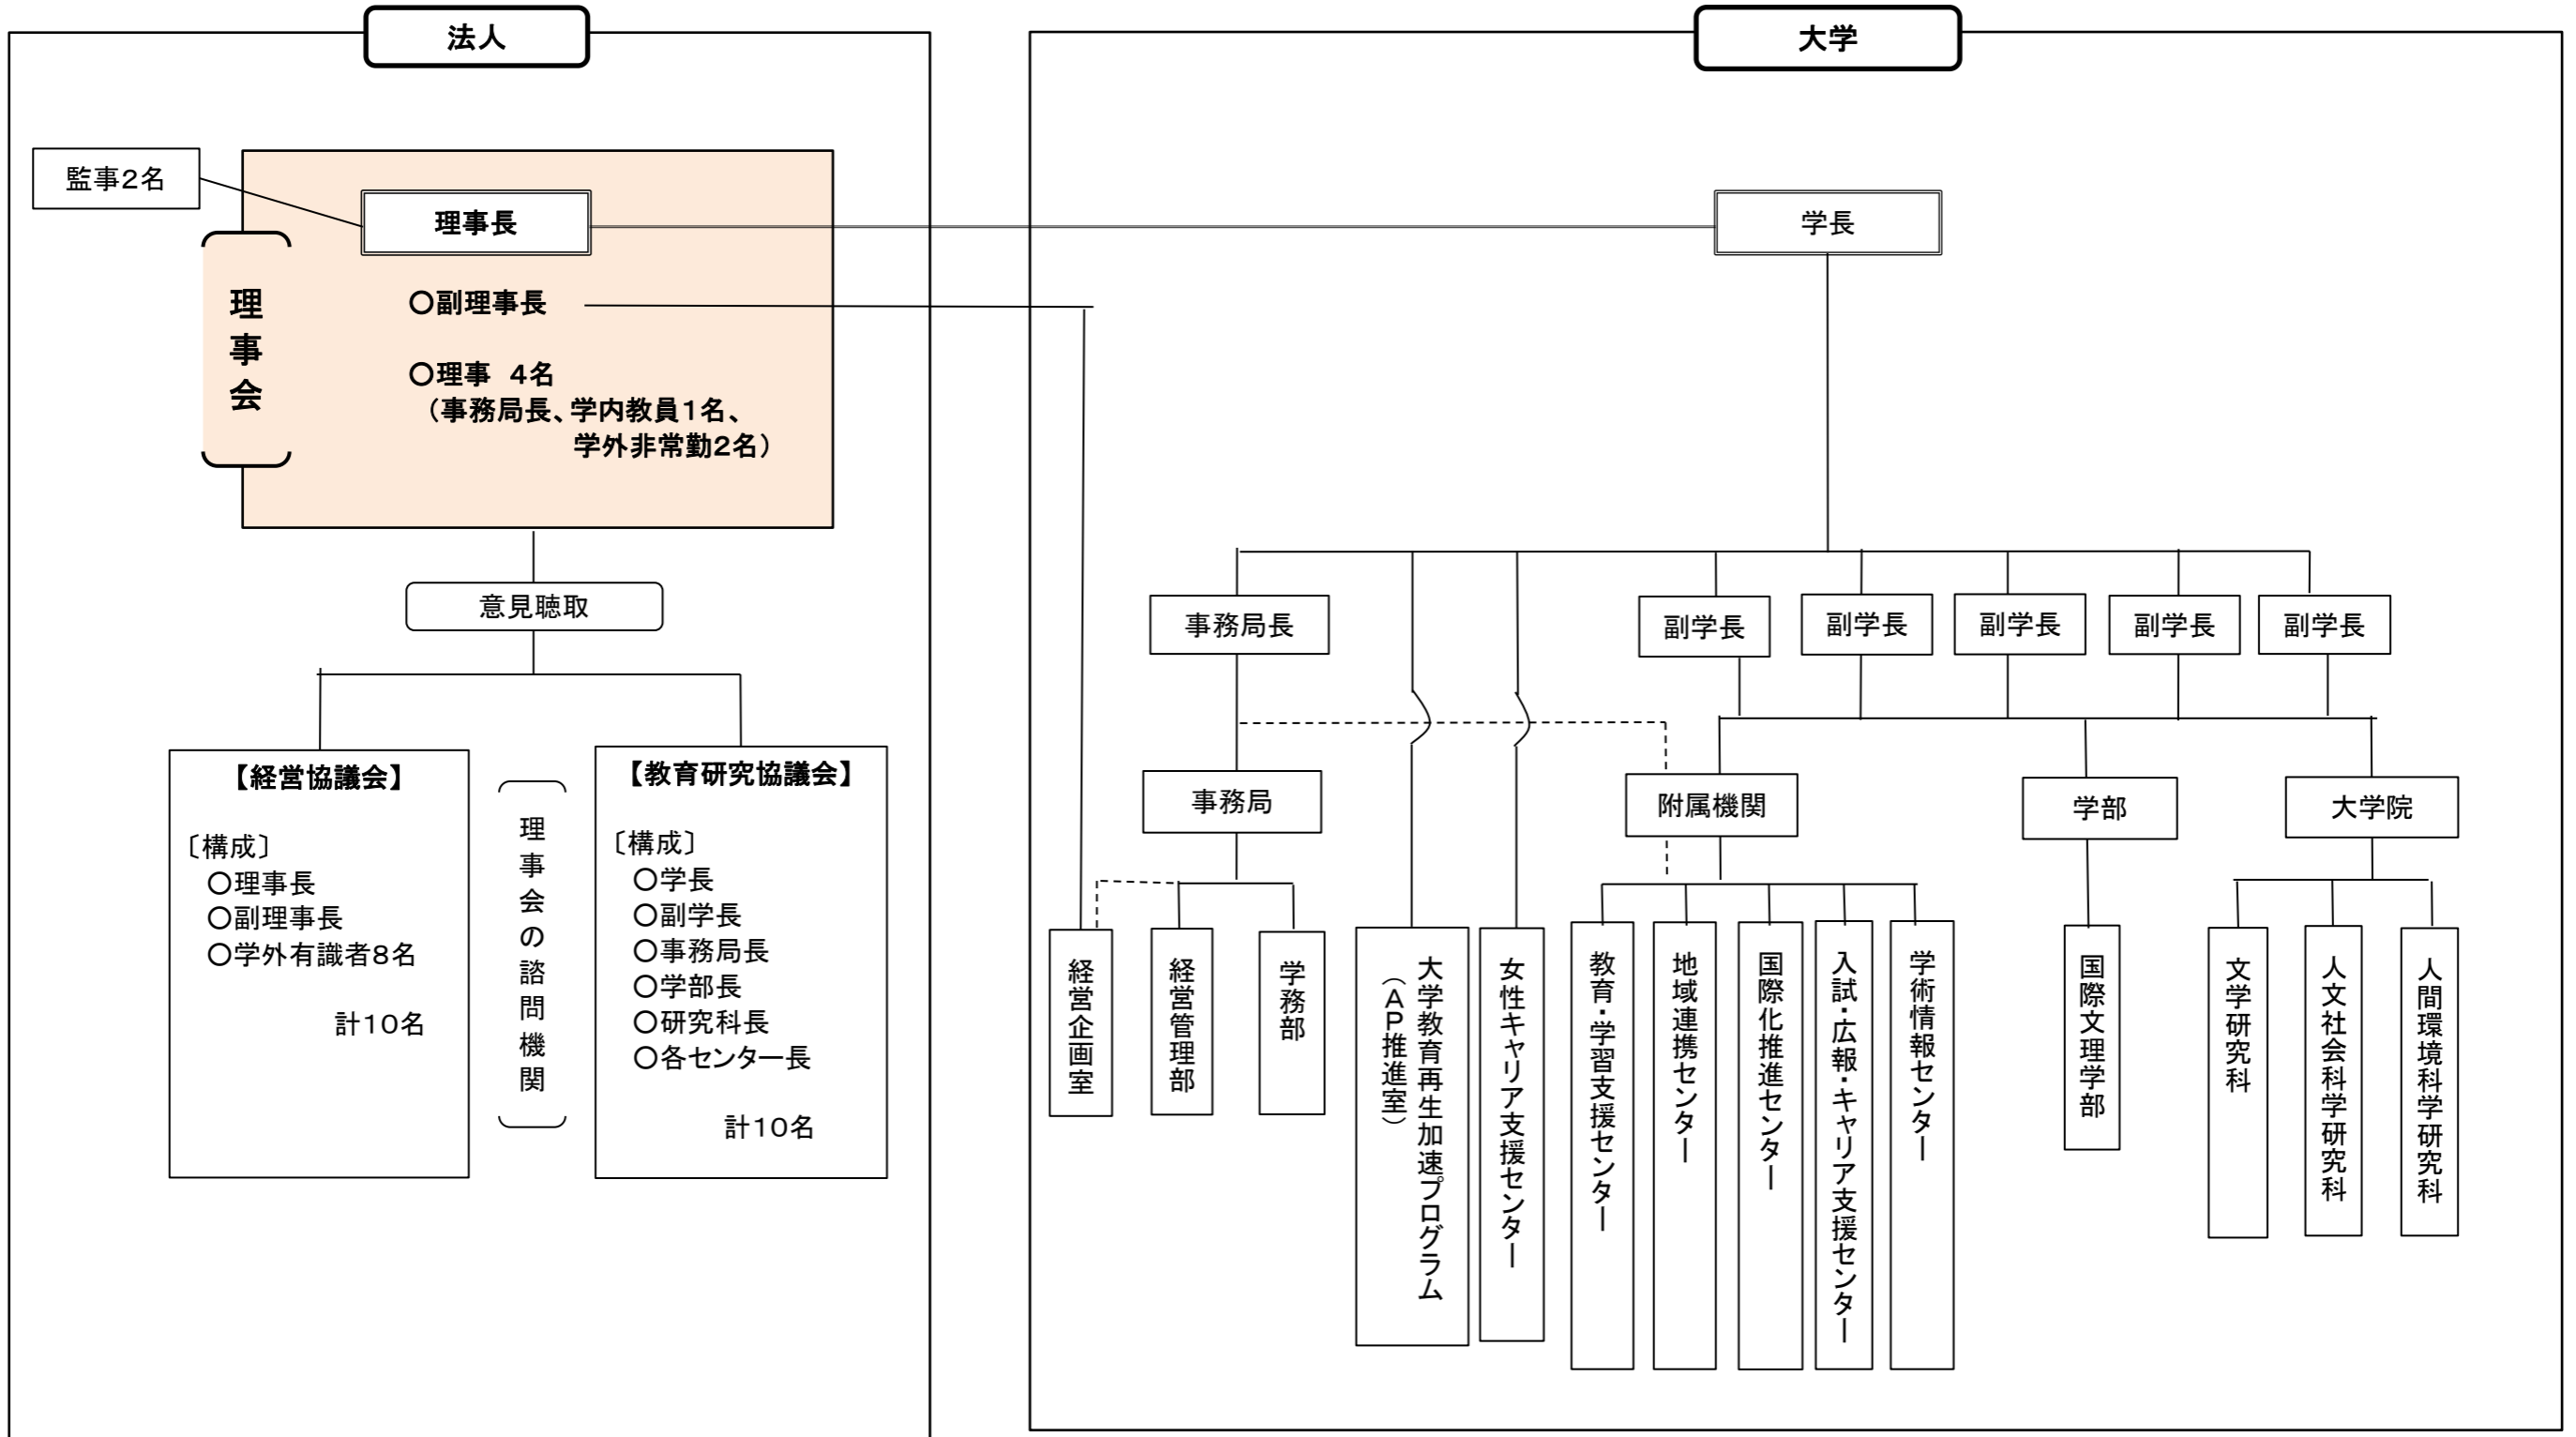 法人
監事2名
理事長
理事会
〇副理事長
〇理事 4名
（事務局長、学内教員1名、
学外非常勤2名）
意見聴取
【経営協議会】
〔構成〕
〇理事長
〇副理事長
〇学外有識者8名
計10名
理事会の諮問機関
【教育研究協議会】
〔構成〕
〇学長
〇副学長
〇事務局長
〇学部長
〇研究科長
〇各センター長
計10名
大学
学長
事務局長
副学長
副学長
副学長
副学長
副学長
事務局
附属機関
学部
大学院
経営企画室
経営管理部
学務部
大学教育再生加速プログラム
（AP推進室）
女性キャリア支援センター
教育・学習支援センター
地域連携センター
国際化推進センター
入試・広報・キャリア支援センター
学術情報センター
国際文理学部
文学研究科
人文社会科学研究科
人間環境科学研究科